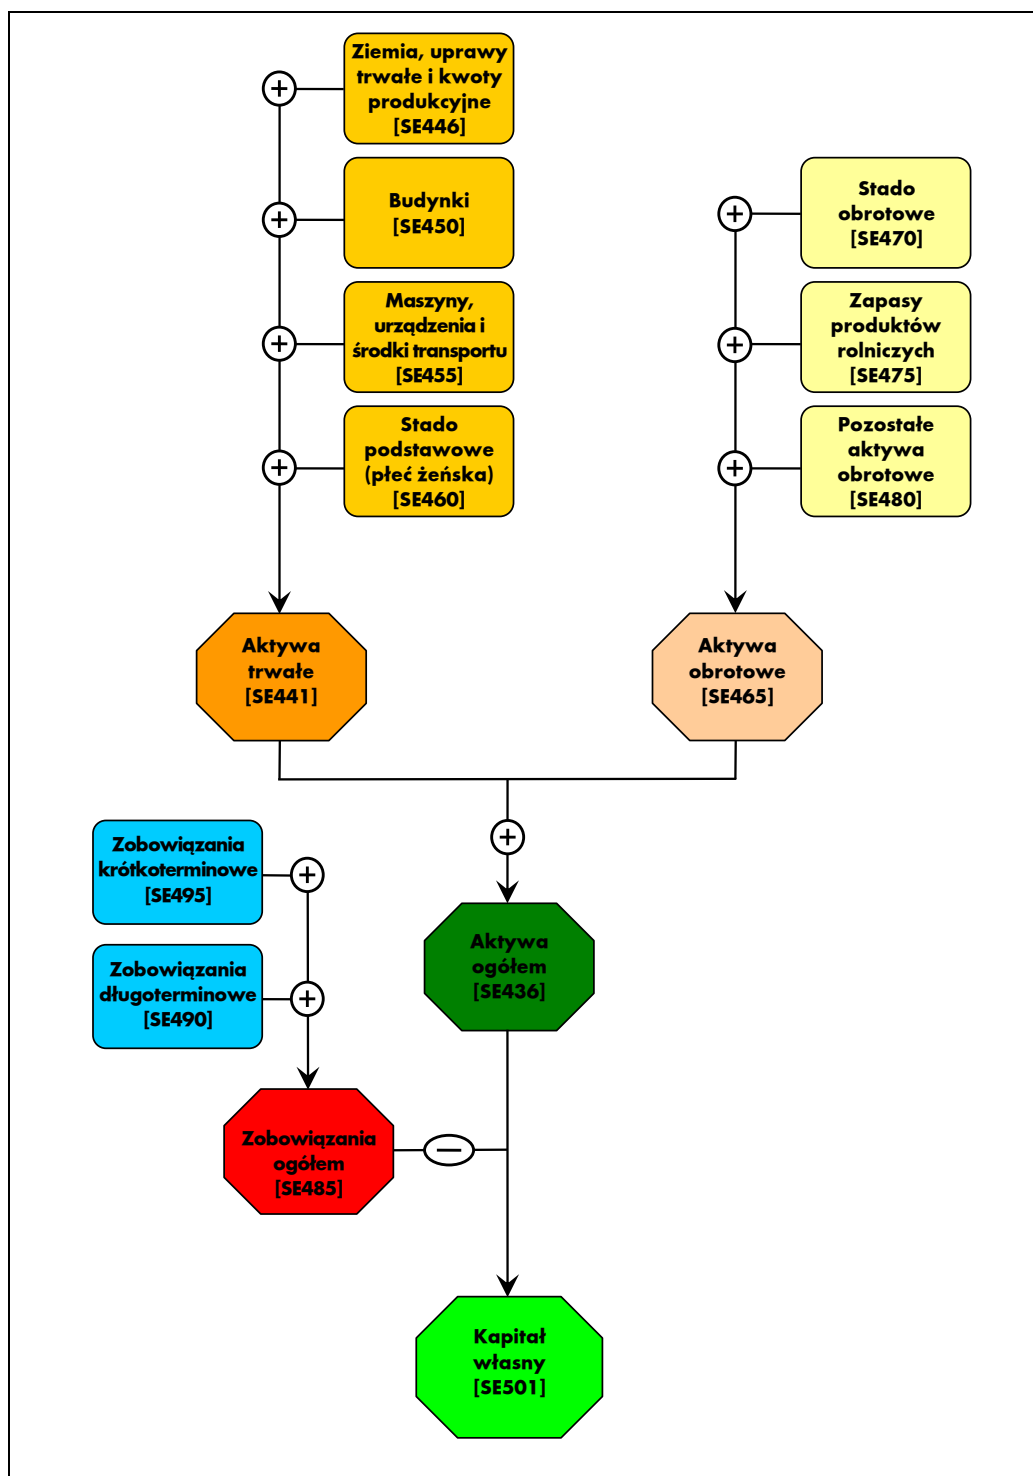 Ziemia, uprawy
trwałe i kwoty
produkcyjne
[SE446]
Budynki
[SE450]
Maszyny,
urządzenia i
środki transportu
[SE455]
Stado
podstawowe
(płeć żeńska)
[SE460]
Stado
obrotowe
[SE470]
Zapasy
produktów
rolniczych
[SE475]
Pozostałe
aktywa
obrotowe
[SE480]
Aktywa
trwałe
[SE441]
Aktywa
obrotowe
[SE465]
Zobowiązania
krótkoterminowe
[SE495]
Zobowiązania
długoterminowe
[SE490]
Aktywa
ogółem
[SE436]
Zobowiązania
ogółem
[SE485]
Kapitał
własny
[SE501]